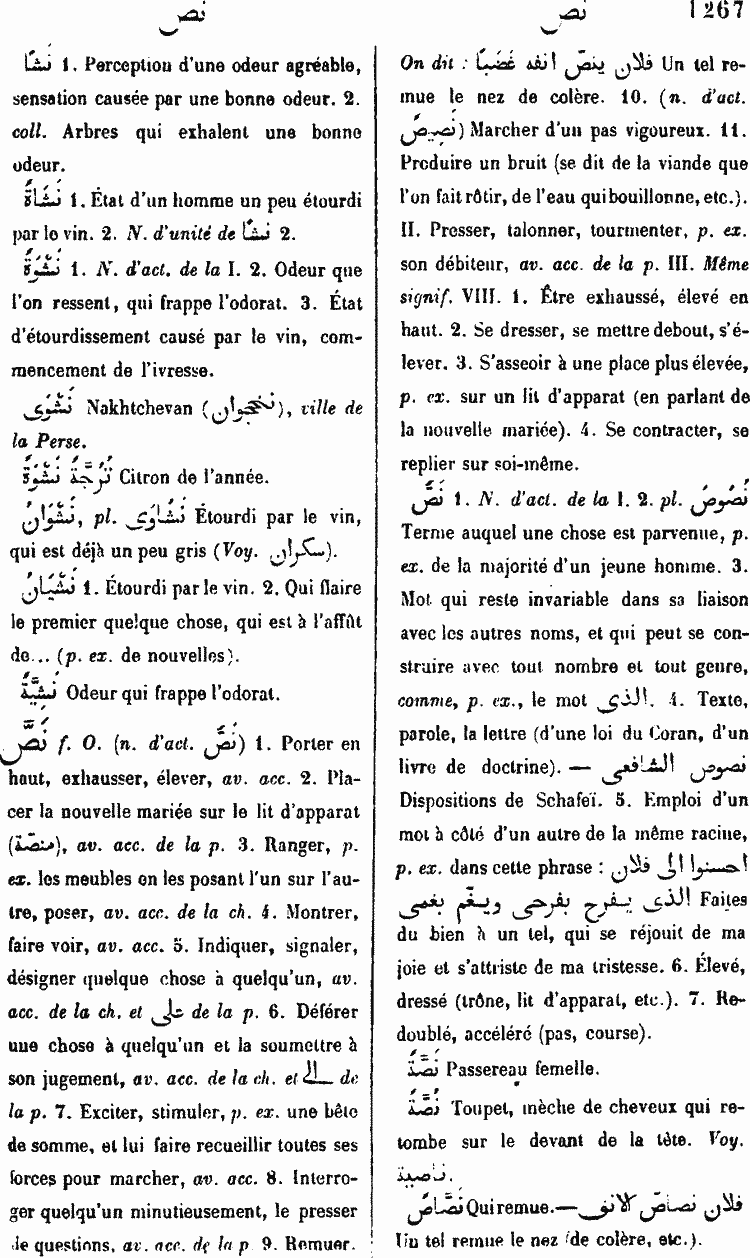 نص
نص
1267
نَشًا 1. Perception d'une odeur agréable,
sensation causée par une bonne odeur. 2.
coll. Arbres qui exhalent une bonne
odeur.
نَشَاةٌ 1. État d'un homme un peu étourdi
par le vin. 2. N. d'unité de نَشًا 2.
نَشْوَةٌ 1. N. d'act. de la I. 2. Odeur que
l'on ressent, qui frappe l'odorat. 3. État
d'étourdissement causé par le vin, com-
mencement de l'ivresse.
نَشَوَى Nakhtchevan (نخجوان), ville de
la Perse.
تُرُجَّةٌ نَشْوَةٌ Citron de l'année.
نَشْوَانُ, pl. نَشَاوَى Étourdi par le vin,
qui est déjà un peu gris (Voy. سكران).
نَشْيَانُ 1. Étourdi par le vin. 2. Qui flaire
le premier quelque chose, qui est à l'affût
de... (p. ex. de nouvelles).
نَشِيَّةٌ Odeur qui frappe l'odorat.
نَصَّ f. O. (n. d'act. نَصٌّ) 1. Porter en
haut, exhausser, élever, av. acc. 2. Pla-
cer la nouvelle mariée sur le lit d'apparat
(منصّة), av. acc. de la p. 3. Ranger, p.
ex. les meubles en les posant l'un sur l'au-
tre, poser, av. acc. de la ch. 4. Montrer,
faire voir, av. acc. 5. Indiquer, signaler,
désigner quelque chose à quelqu'un, av.
acc. de la ch. et على de la p. 6. Déférer
une chose à quelqu'un et la soumettre à
son jugement, av. acc. de la ch. et الى de
la p. 7. Exciter, stimuler, p. ex. une bête
de somme, et lui faire recueillir toutes ses
forces pour marcher, av. acc. 8. Interro-
ger quelqu'un minutieusement, le presser
de questions, av. acc. de la p. 9. Remuer.
On dit : فلان ينصّ انفه غَضَبًا Un tel re-
mue le nez de colère. 10. (n. d'act.
نَصِيصٌ) Marcher d'un pas vigoureux. 11.
Produire un bruit (se dit de la viande que
l'on fait rôtir, de l'eau qui bouillonne, etc.).
II. Presser, talonner, tourmenter, p. ex.
son débiteur, av. acc. de la p. III. Même
signif. VIII. 1. Être exhaussé, élevé en
haut. 2. Se dresser, se mettre debout, s'é-
lever. 3. S'asseoir à une place plus élevée,
p. ex. sur un lit d'apparat (en parlant de
la nouvelle mariée). 4. Se contracter, se
replier sur soi-même.
نَصٌّ 1. N. d'act. de la I. 2. pl. نُصُوصٌ
Terme auquel une chose est parvenue, p.
ex. de la majorité d'un jeune homme. 3.
Mot qui reste invariable dans sa liaison
avec les autres noms, et qui peut se con-
struire avec tout nombre et tout genre,
comme, p. ex., le mot الذى. 4. Texte,
parole, la lettre (d'une loi du Coran, d'un
livre de doctrine). — نصوص الشافعى
Dispositions de Schafeï. 5. Emploi d'un
mot à côté d'un autre de la même racine,
p. ex. dans cette phrase : احسنوا الى فلان
الذى يفرح بفرحى ويغمّ بغمى Faites
du bien à un tel, qui se réjouit de ma
joie et s'attriste de ma tristesse. 6. Élevé,
dressé (trône, lit d'apparat, etc.). 7. Re-
doublé, accéléré (pas, course).
نَصَّةٌ Passereau femelle.
نُصَّةٌ Toupet, mèche de cheveux qui re-
tombe sur le devant de la tête. Voy.
ناصية.
نَصَّاصٌ Qui remue.— فلان نصاصّ الانف
Un tel remue le nez (de colère, etc.).